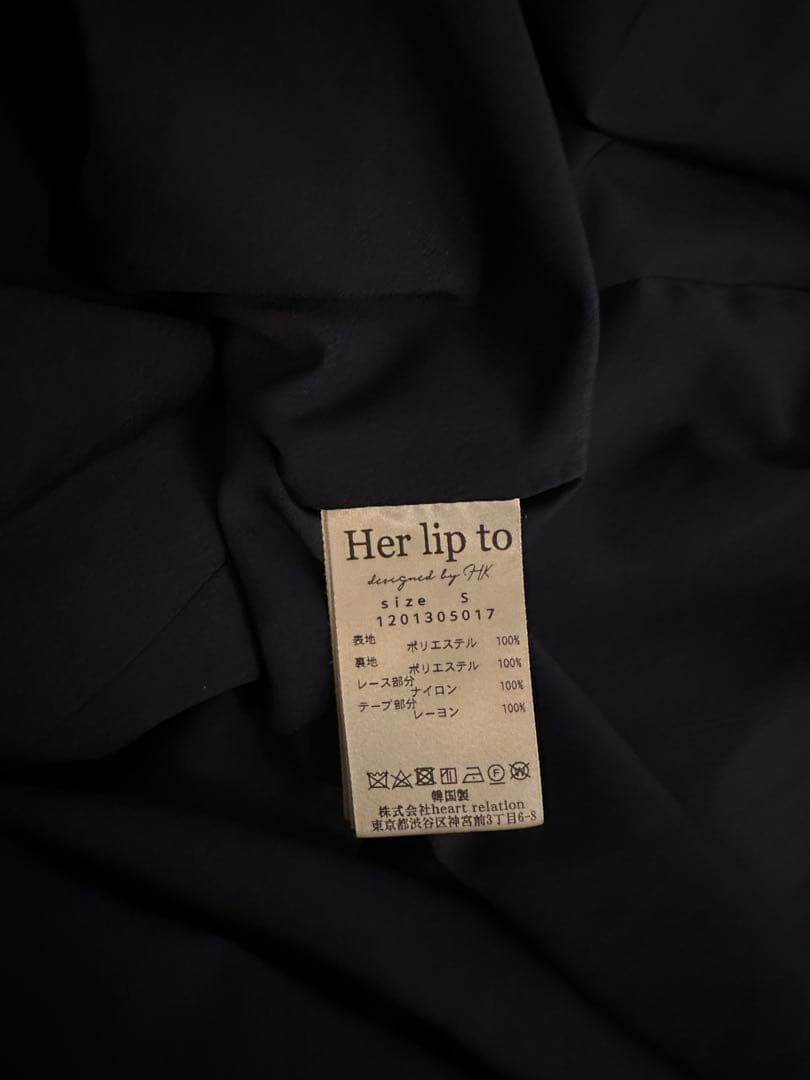 Her lip to
designed by HK
size S
1201305017
表地 ポリエステル 100%
裏地 ポリエステル 100%
レース部分 ナイロン 100%
テープ部分 レーヨン 100%
F W
韓国製
株式会社heart relation
東京都渋谷区神宮前3丁目6-8